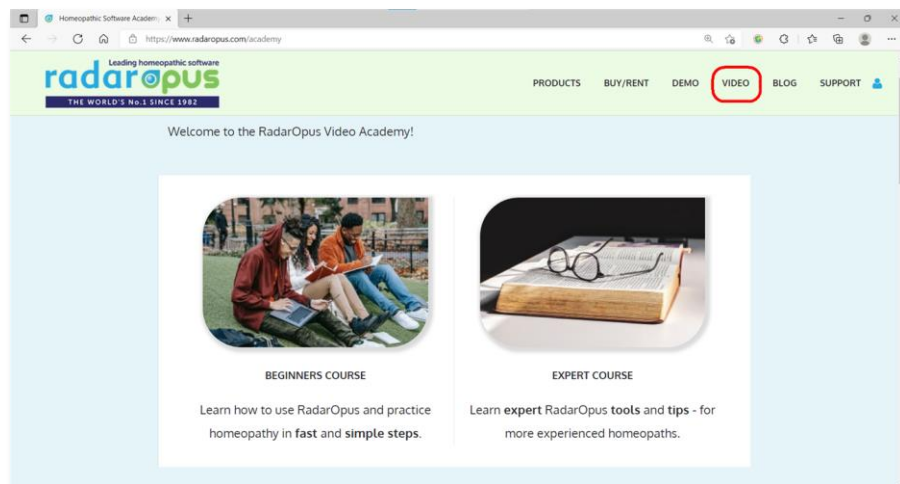 Homeopathic Software Academ
https://www.radaropus.com/academy
Leading homeopathic software
radaropus
THE WORLD'S No.1 SINCE 1982
PRODUCTS BUY/RENT DEMO VIDEO BLOG SUPPORT
Welcome to the RadarOpus Video Academy!
BEGINNERS COURSE
Learn how to use RadarOpus and practice
homeopathy in fast and simple steps.
EXPERT COURSE
Learn expert RadarOpus tools and tips - for
more experienced homeopaths.